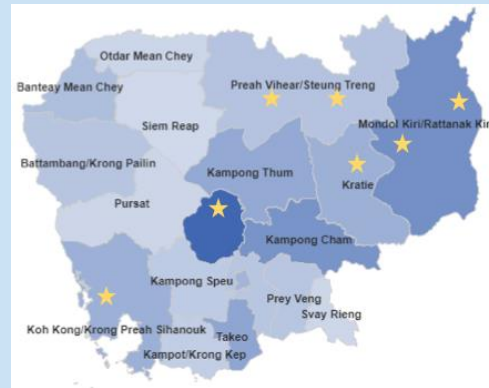 Otdar Mean Chey
Banteay Mean Chey
Preah Vihear/Steung Treng
Siem Reap
Mondol Kiri/Rattanak Kiri
Battambang/Krong Pailin
Kampong Thum
Kratie
Pursat
Kampong Cham
Kampong Speu
Prey Veng
Svay Rieng
Koh Kong/Krong Preah Sihanouk
Takeo
Kampot/Krong Kep